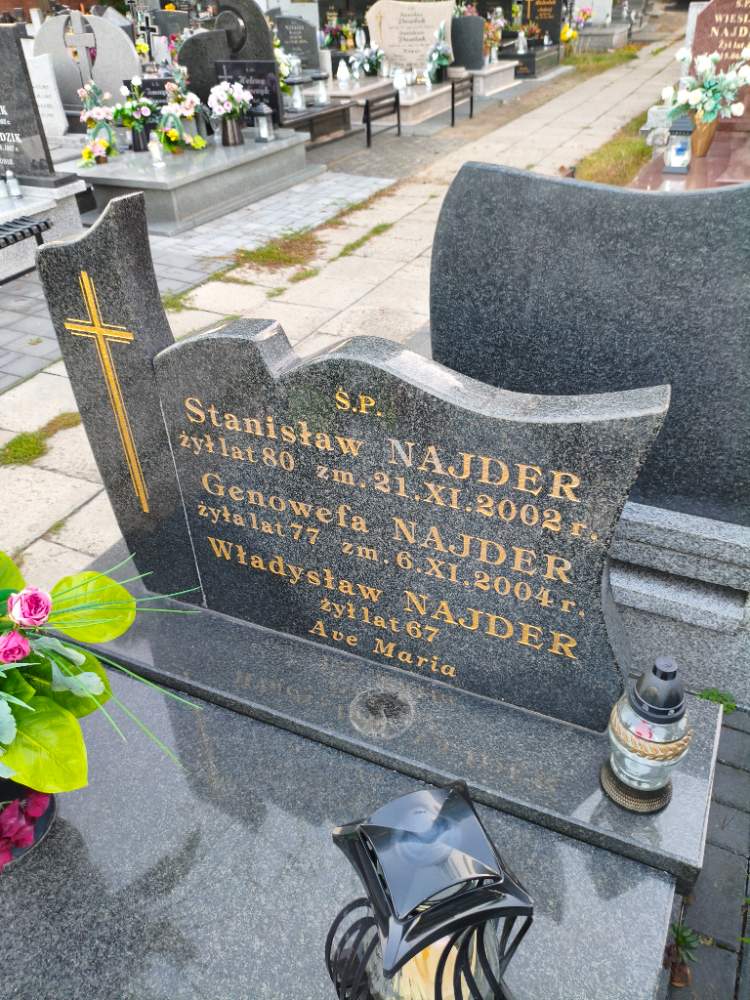 Ś.P.
Stanisław NAJDER
żył lat 80 zm. 21.XI.2002 r.
Genowefa NAJDER
żyła lat 77 zm. 6.XI.2004 r.
Władysław NAJDER
żył lat 67
Ave Maria